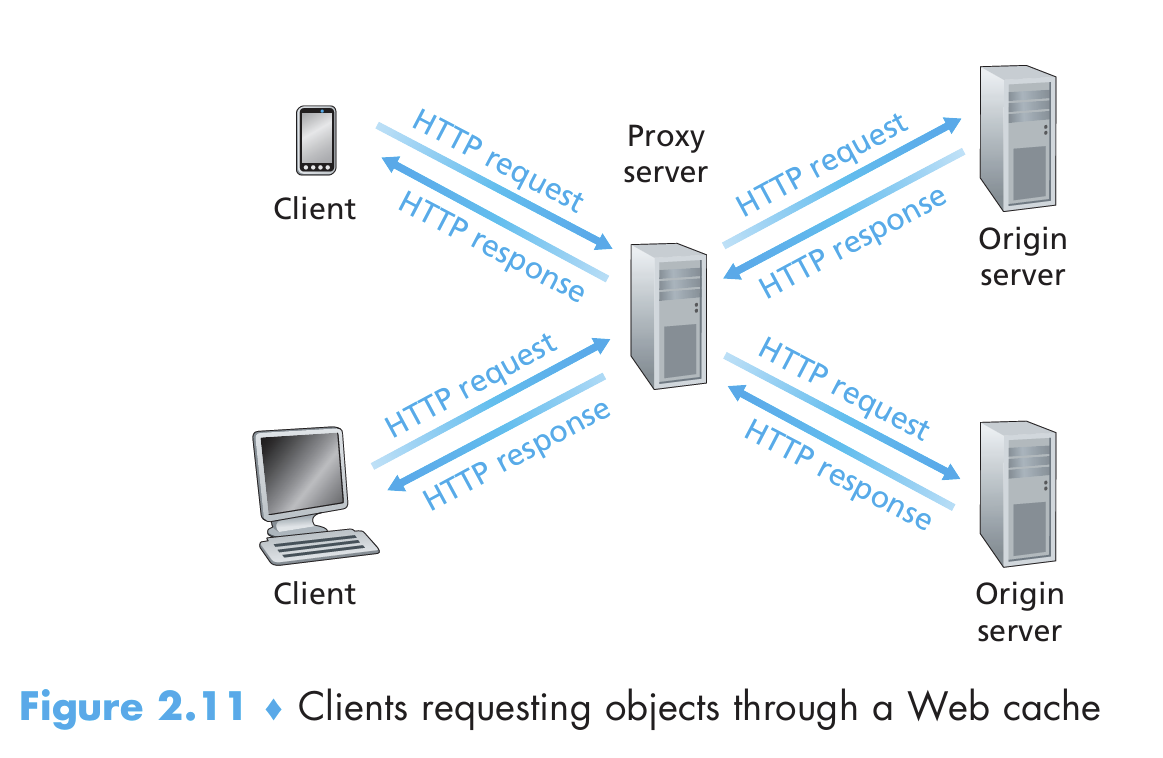 HTTP request
HTTP response
Client
Proxy
server
HTTP request
HTTP response
Origin
server
HTTP request
HTTP response
Client
HTTP request
HTTP response
Origin
server
Figure 2.11 ♦ Clients requesting objects through a Web cache